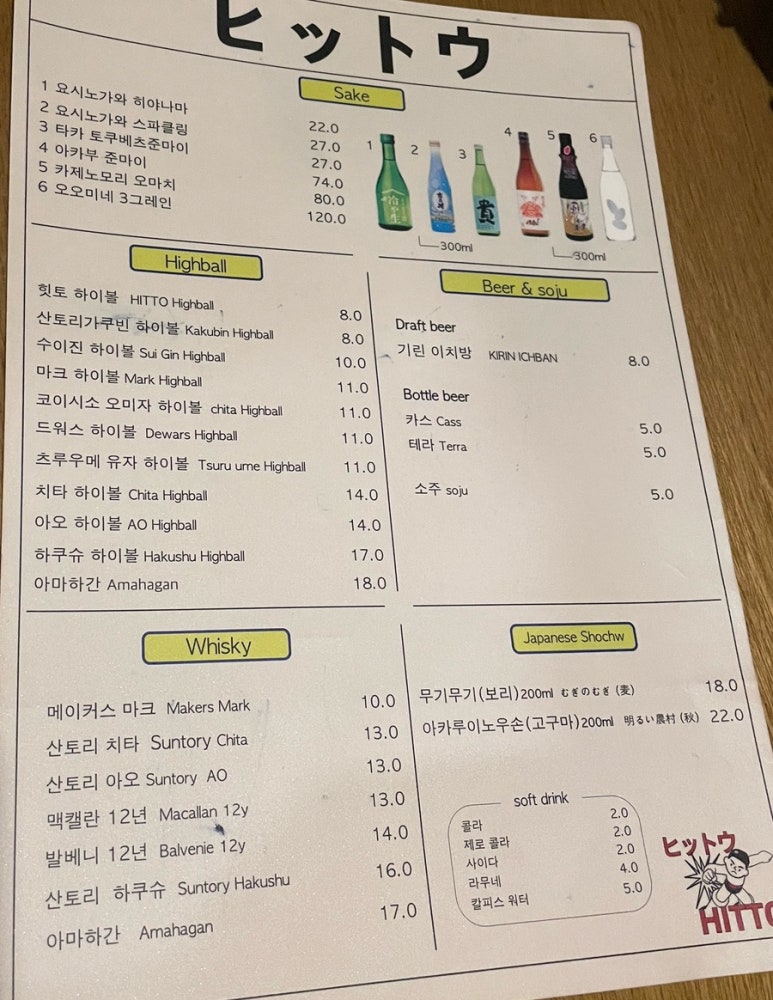 ヒットウ
Sake
1 요시노가와 히야나마 22.0
2 요시노가와 스파클링 27.0
3 타카 토쿠베츠준마이 27.0
4 아카부 준마이 74.0
5 카제노모리 오마치 80.0
6 오오미네 3그레인 120.0
1 2 3 4 5 6
300ml 300ml
Highball
힛토 하이볼 HITTO Highball 8.0
산토리가쿠빈 하이볼 Kakubin Highball 8.0
수이진 하이볼 Sui Gin Highball 10.0
마크 하이볼 Mark Highball 11.0
코이시소 오미자 하이볼 chita Highball 11.0
드워스 하이볼 Dewars Highball 11.0
츠루우메 유자 하이볼 Tsuru ume Highball 11.0
치타 하이볼 Chita Highball 14.0
아오 하이볼 AO Highball 14.0
하쿠슈 하이볼 Hakushu Highball 17.0
아마하간 Amahagan 18.0
Beer & soju
Draft beer
기린 이치방 KIRIN ICHBAN 8.0
Bottle beer
카스 Cass 5.0
테라 Terra 5.0
소주 soju 5.0
Whisky
메이커스 마크 Makers Mark 10.0
산토리 치타 Suntory Chita 13.0
산토리 아오 Suntory AO 13.0
맥캘란 12년 Macallan 12y 13.0
발베니 12년 Balvenie 12y 14.0
산토리 하쿠슈 Suntory Hakushu 16.0
아마하간 Amahagan 17.0
Japanese Shochw
무기무기(보리)200ml むぎのむぎ (麦) 18.0
아카루이노우손(고구마)200ml 明るい農村 (秋) 22.0
soft drink
콜라 2.0
제로 콜라 2.0
사이다 2.0
라무네 4.0
칼피스 워터 5.0
ヒットウ
HITTO